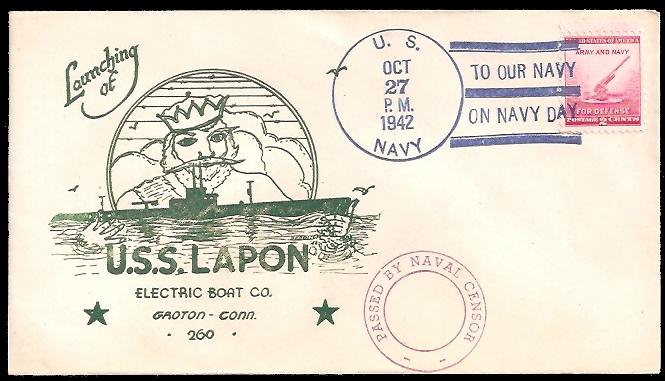 Launching
of
U.S.S. LAPON
ELECTRIC BOAT CO.
GROTON - CONN.
· 260 ·
U. S.
OCT
27
P.M.
1942
NAVY
TO OUR NAVY
ON NAVY DAY
UNITED STATES OF AMERICA
ARMY AND NAVY
FOR DEFENSE
POSTAGE 2 CENTS
PASSED BY NAVAL CENSOR